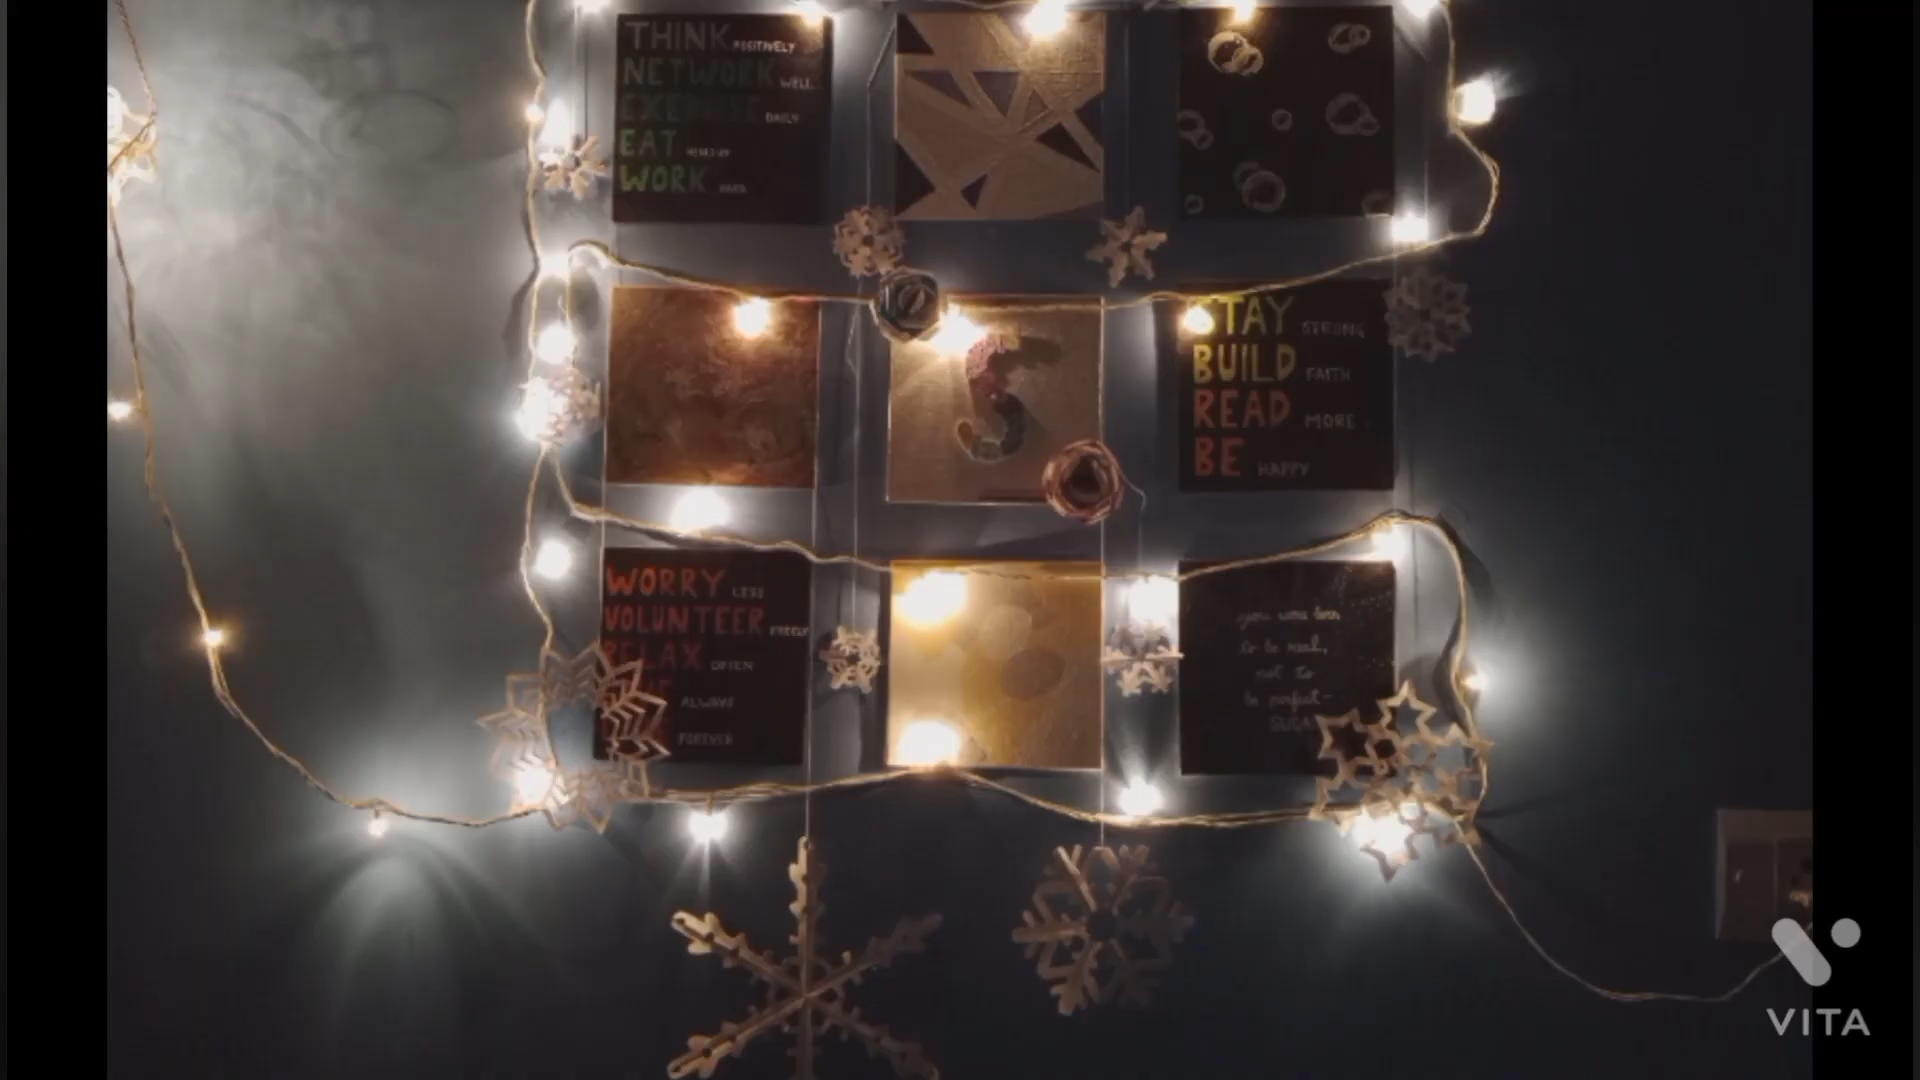 THINK POSITIVELY
NETWORK WELL
EXERCISE DAILY
EAT HEALTHY
WORK HARD
STAY STRONG
BUILD FAITH
READ MORE
BE HAPPY
WORRY LESS
VOLUNTEER FREELY
RELAX OFTEN
ALWAYS
FOREVER
you were born
to be real,
not to
be perfect-
SUGA
VITA